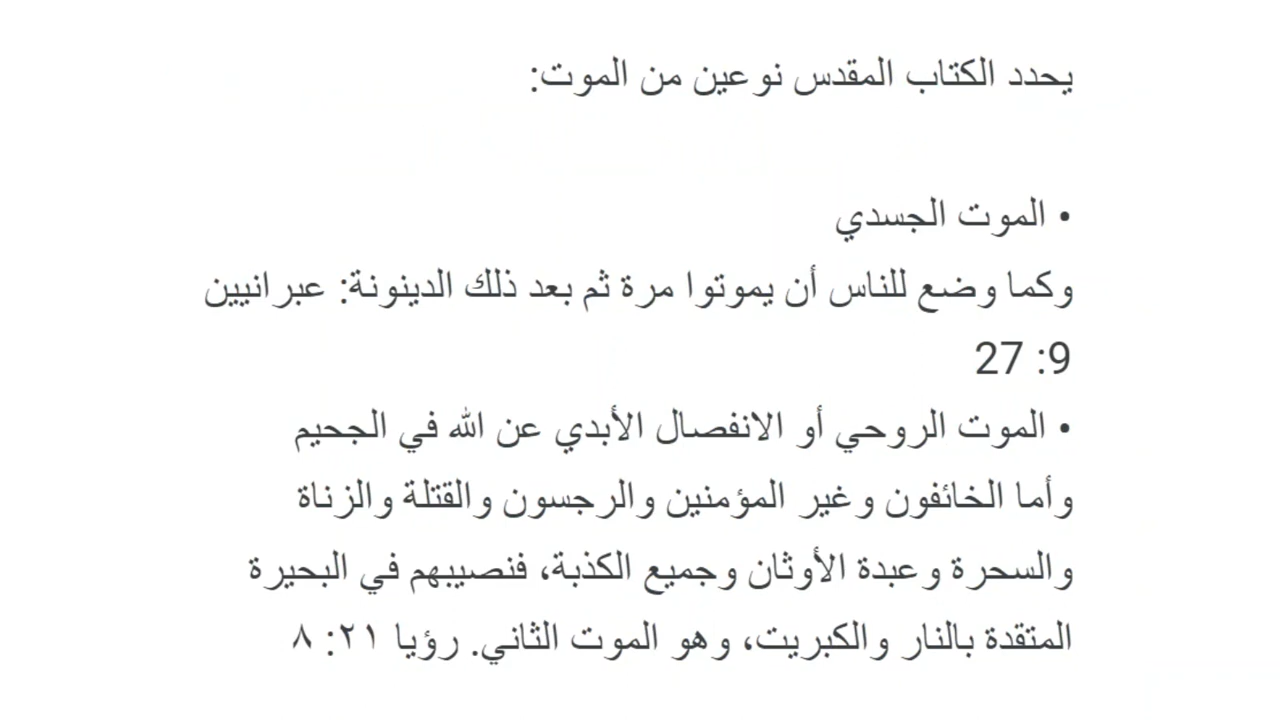 يحدد الكتاب المقدس نوعين من الموت:
• الموت الجسدي
وكما وضع للناس أن يموتوا مرة ثم بعد ذلك الدينونة: عبرانيين
9: 27
• الموت الروحي أو الانفصال الأبدي عن الله في الجحيم
وأما الخائفون وغير المؤمنين والرجسون والقتلة والزناة
والسحرة وعبدة الأوثان وجميع الكذبة، فنصيبهم في البحيرة
المتقدة بالنار والكبريت، وهو الموت الثاني. رؤيا ٢١: ٨